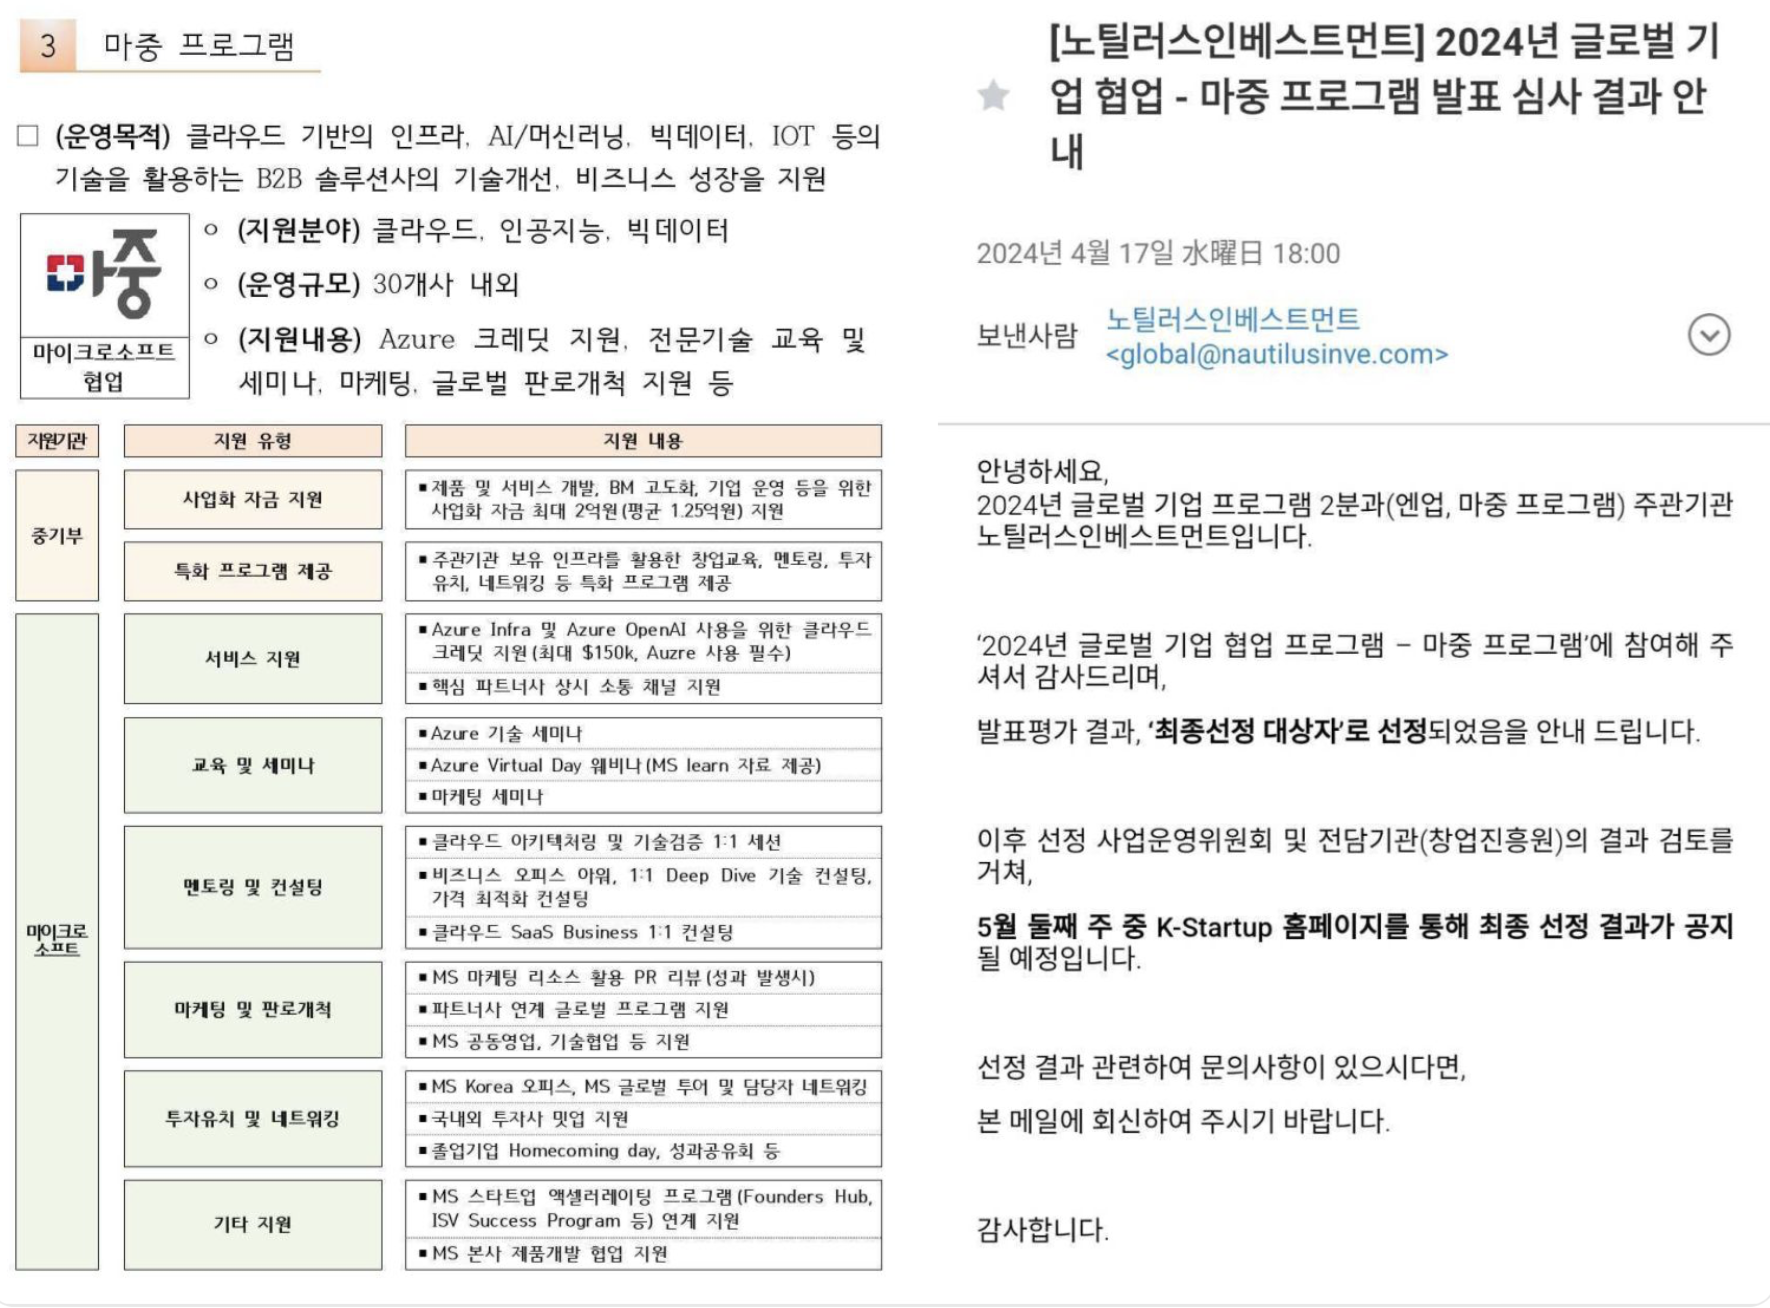 3 마중 프로그램
□ (운영목적) 클라우드 기반의 인프라, AI/머신러닝, 빅데이터, IOT 등의
기술을 활용하는 B2B 솔루션사의 기술개선, 비즈니스 성장을 지원
마중
마이크로소프트
협업
○ (지원분야) 클라우드, 인공지능, 빅데이터
○ (운영규모) 30개사 내외
○ (지원내용) Azure 크레딧 지원, 전문기술 교육 및
세미나, 마케팅, 글로벌 판로개척 지원 등
지원기관 지원 유형 지원 내용
중기부
사업화 자금 지원
▪제품 및 서비스 개발, BM 고도화, 기업 운영 등을 위한
사업화 자금 최대 2억원(평균 1.25억원) 지원
특화 프로그램 제공
▪주관기관 보유 인프라를 활용한 창업교육, 멘토링, 투자
유치, 네트워킹 등 특화 프로그램 제공
마이크로
소프트
서비스 지원
▪Azure Infra 및 Azure OpenAI 사용을 위한 클라우드
크레딧 지원(최대 $150k, Auzre 사용 필수)
▪핵심 파트너사 상시 소통 채널 지원
교육 및 세미나
▪Azure 기술 세미나
▪Azure Virtual Day 웨비나(MS learn 자료 제공)
▪마케팅 세미나
멘토링 및 컨설팅
▪클라우드 아키텍처링 및 기술검증 1:1 세션
▪비즈니스 오피스 아워, 1:1 Deep Dive 기술 컨설팅,
가격 최적화 컨설팅
▪클라우드 SaaS Business 1:1 컨설팅
마케팅 및 판로개척
▪MS 마케팅 리소스 활용 PR 리뷰(성과 발생시)
▪파트너사 연계 글로벌 프로그램 지원
▪MS 공동영업, 기술협업 등 지원
투자유치 및 네트워킹
▪MS Korea 오피스, MS 글로벌 투어 및 담당자 네트워킹
▪국내외 투자사 밋업 지원
▪졸업기업 Homecoming day, 성과공유회 등
기타 지원
▪MS 스타트업 액셀러레이팅 프로그램(Founders Hub,
ISV Success Program 등) 연계 지원
▪MS 본사 제품개발 협업 지원
[노틸러스인베스트먼트] 2024년 글로벌 기
업 협업 - 마중 프로그램 발표 심사 결과 안
내
2024년 4월 17일 水曜日 18:00
보낸사람 노틸러스인베스트먼트
<global@nautilusinve.com>
안녕하세요,
2024년 글로벌 기업 프로그램 2분과(엔업, 마중 프로그램) 주관기관
노틸러스인베스트먼트입니다.
‘2024년 글로벌 기업 협업 프로그램 – 마중 프로그램’에 참여해 주
셔서 감사드리며,
발표평가 결과, ‘최종선정 대상자’로 선정되었음을 안내 드립니다.
이후 선정 사업운영위원회 및 전담기관(창업진흥원)의 결과 검토를
거쳐,
5월 둘째 주 중 K-Startup 홈페이지를 통해 최종 선정 결과가 공지
될 예정입니다.
선정 결과 관련하여 문의사항이 있으시다면,
본 메일에 회신하여 주시기 바랍니다.
감사합니다.